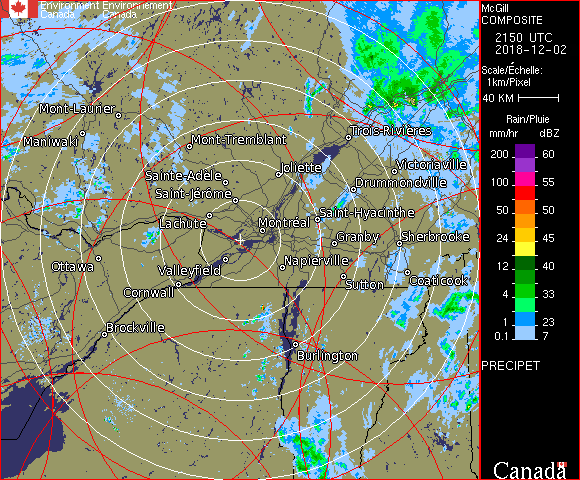 Environment Environnement
Canada Canada
McGill
COMPOSITE
2150 UTC
2018-12-02
Scale/Échelle:
1km/Pixel
40 KM
Rain/Pluie
mm/hr dBZ
200 60
150 57
100 55
50 50
24 45
12 40
4 33
1 23
0.1 7
PRECIPET
Canada
Mont-Laurier
Maniwaki
Mont-Tremblant
Trois-Rivières
Sainte-Adèle
Joliette
Victoriaville
Saint-Jérôme
Drummondville
Lachute
Montréal
Saint-Hyacinthe
Granby
Sherbrooke
Ottawa
Valleyfield
Napierville
Cornwall
Sutton
Coaticook
Brockville
Burlington